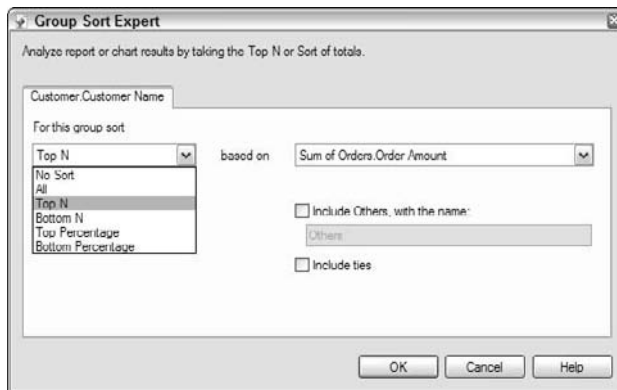 Group Sort Expert
Analyze report or chart results by taking the Top N or Sort of totals.
Customer.Customer Name
For this group sort
Top N
based on
Sum of Orders.Order Amount
No Sort
All
Top N
Bottom N
Top Percentage
Bottom Percentage
Include Others, with the name:
Others
Include ties
OK
Cancel
Help